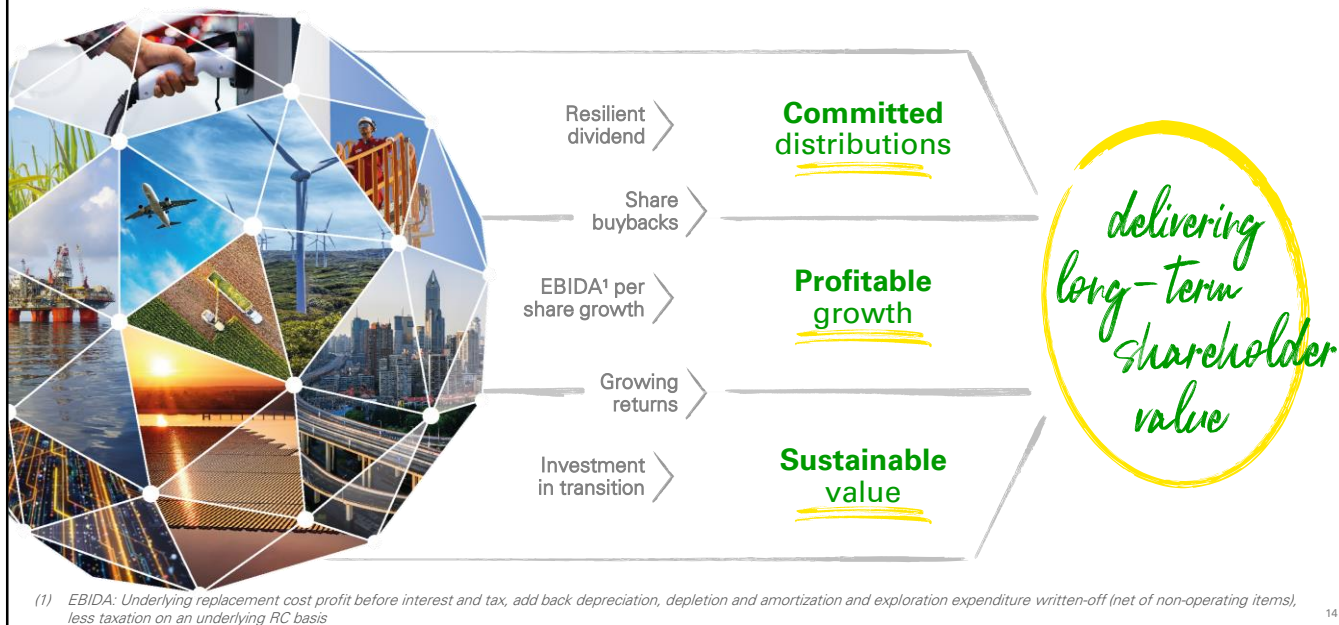 Resilient
dividend
Committed
distributions
Share
buybacks
EBIDA¹ per
share growth
Profitable
growth
Growing
returns
Investment
in transition
Sustainable
value
delivering
long-term
shareholder
value
(1) EBIDA: Underlying replacement cost profit before interest and tax, add back depreciation, depletion and amortization and exploration expenditure written-off (net of non-operating items),
less taxation on an underlying RC basis
14